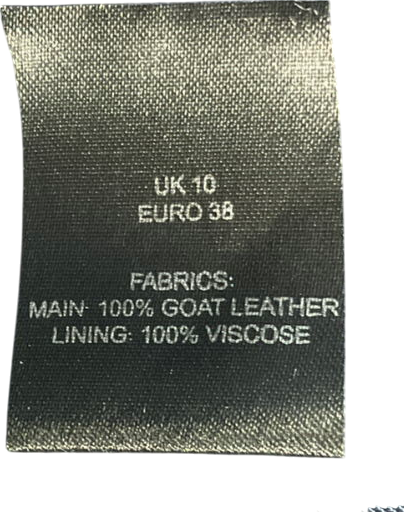 UK 10
EURO 38
FABRICS:
MAIN: 100% GOAT LEATHER
LINING: 100% VISCOSE